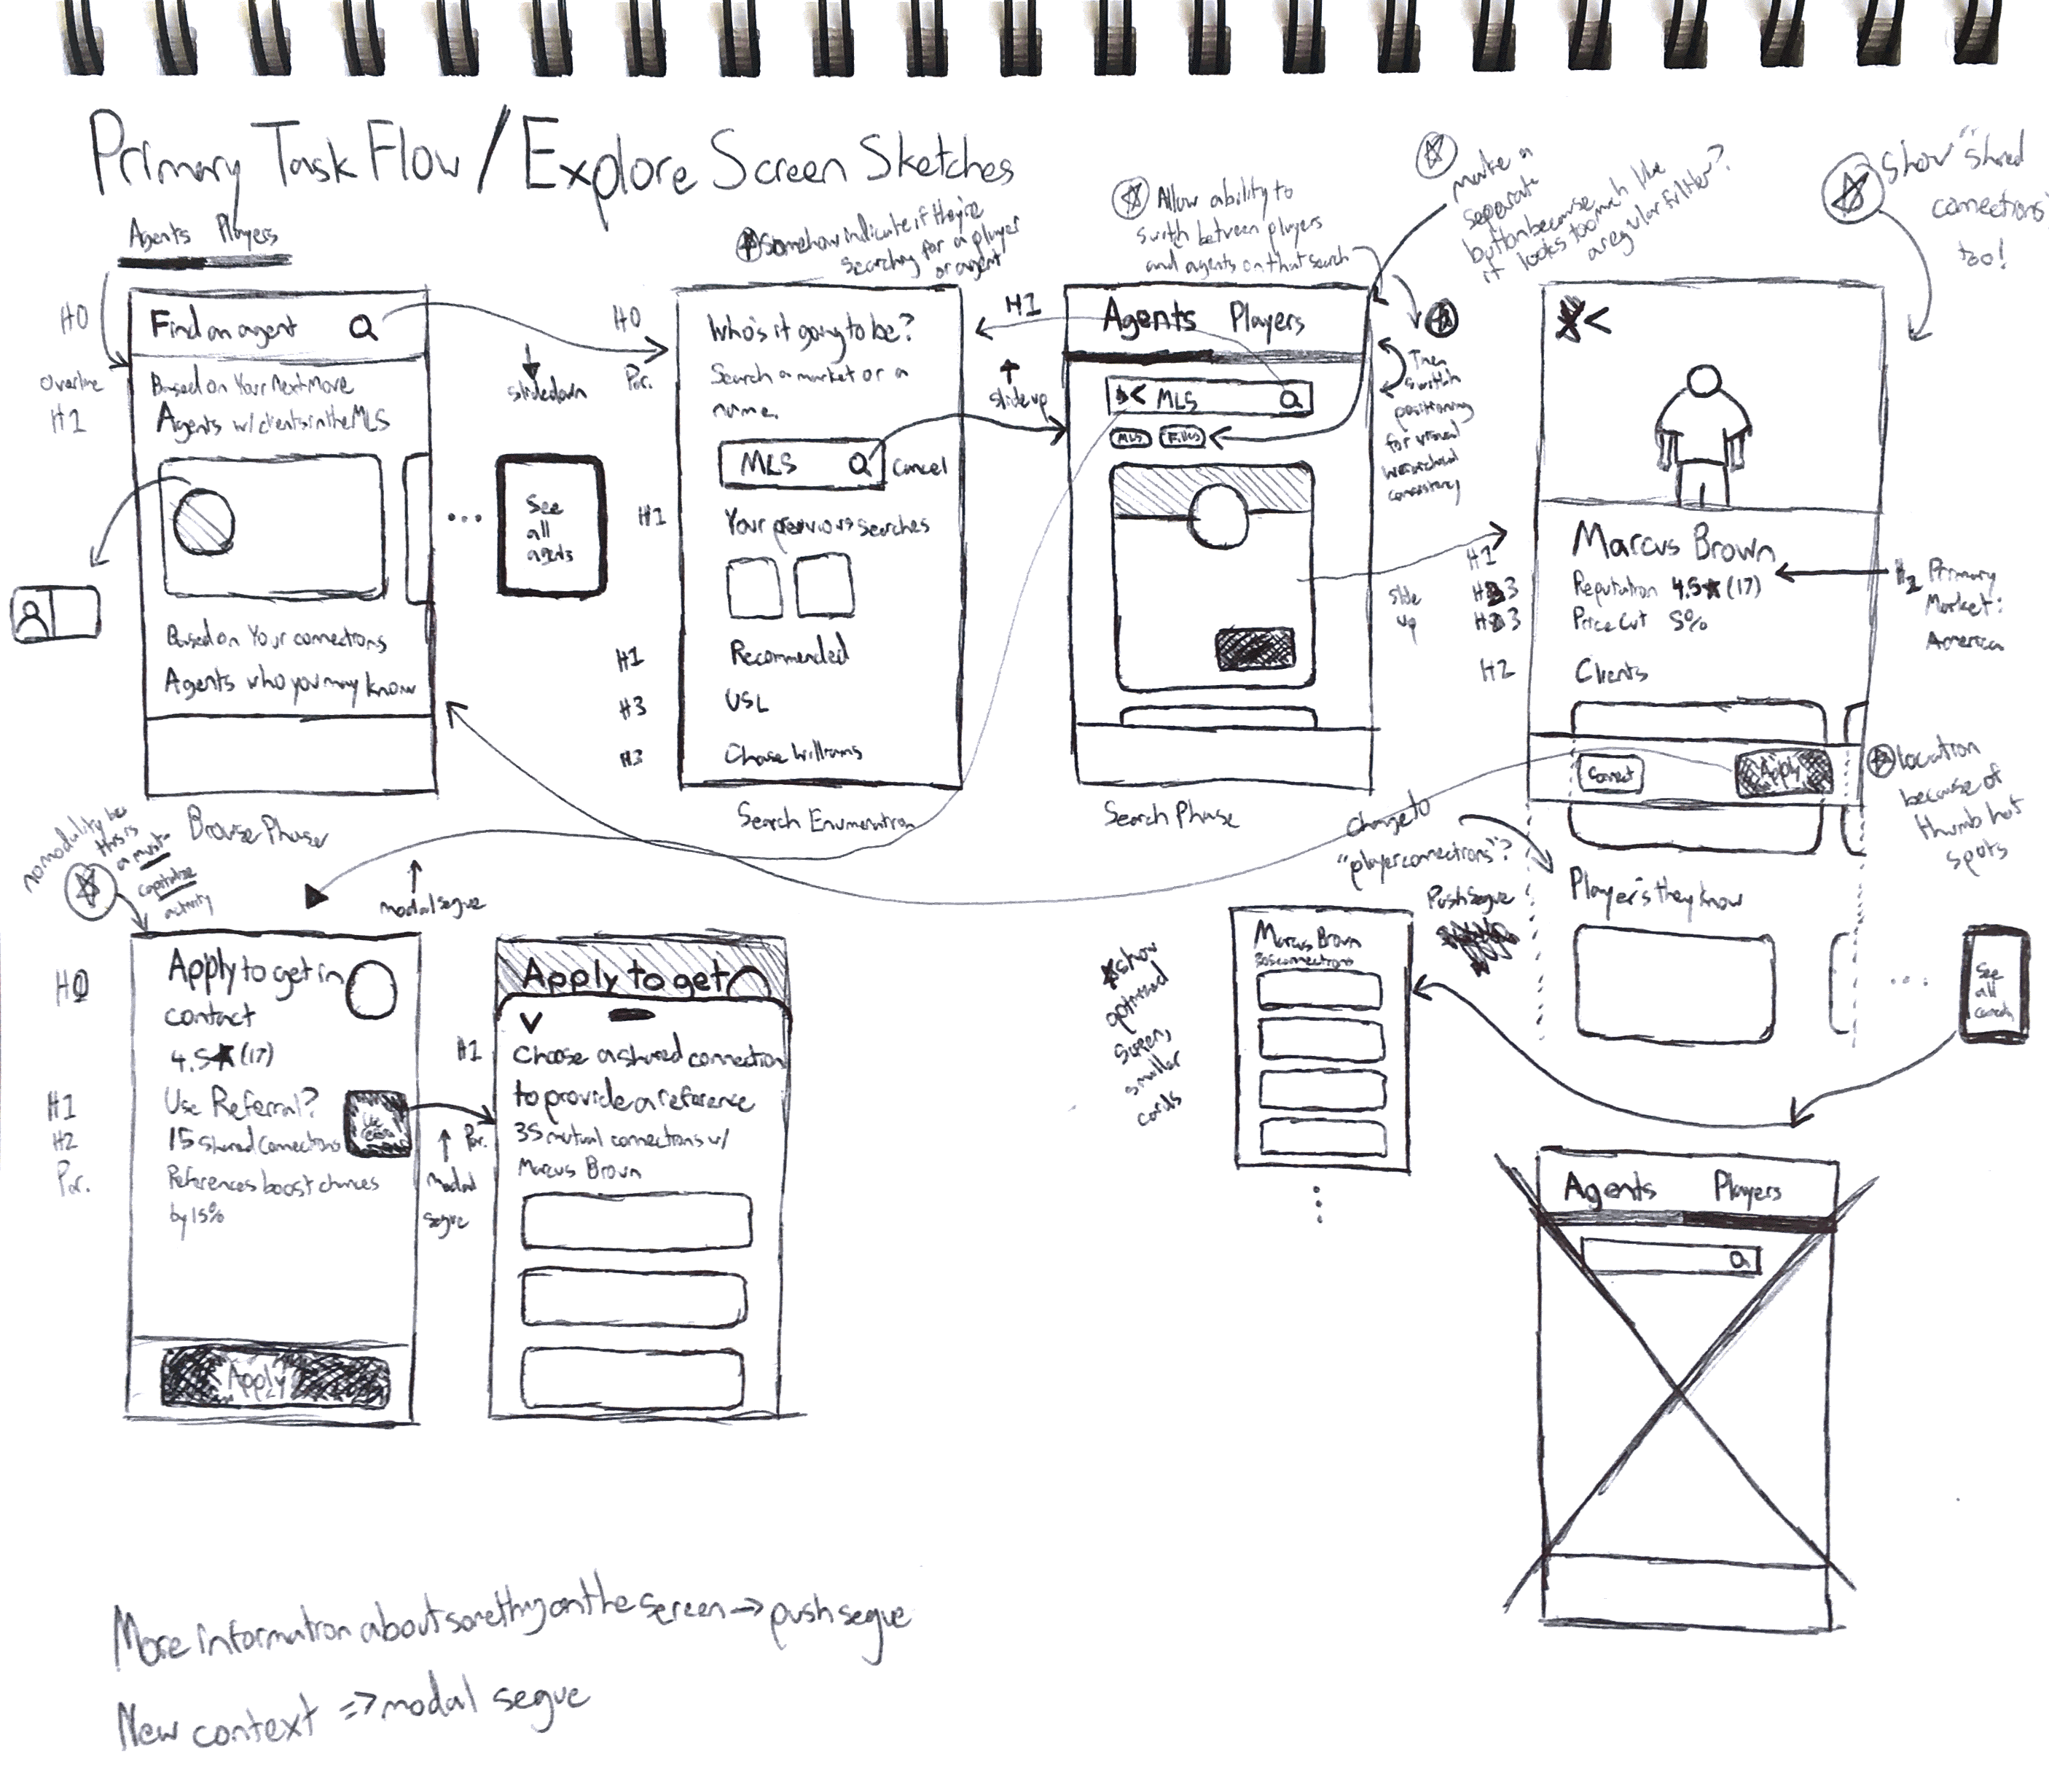 Primary Task Flow / Explore Screen Sketches
Agents Players
H0
Overline
H1
Find an agent
Based on Your Next Move
Agents w/ clients in the MLS
Based on Your connections
Agents who you may know
Browse Phase
See
all
agents
slide down
⊛ Somehow indicate if they're
searching for a player
or agent
H0
Par.
H1
H1
H3
H3
Who's it going to be?
Search a market or a
name.
MLS
Cancel
Your previous searches
Recommended
USL
Chase Williams
Search Enumeration
H1
slide up
Allow ability to
switch between players
and agents on that search
Make a
separate
button because
it looks too much like
a regular filter?
Agents Players
< MLS
MLS Filters
Then
switch
positioning
for visual
hierarchical
consistency
Search Phase
Show "shared
connections"
too!
<
H1
H3
H3
H2
slide
up
Marcus Brown
Reputation 4.5★ (17)
Price Cut 5%
Clients
H2 Primary
Market:
America
Connect
Apply
location
because of
thumb hot
spots
Change to
"player connections"?
Player's they know
See
all
Push segue
Marcus Brown
305 connections
★ show
optimized
screen,
smaller
cards
Agents Players
no modality bc
this is
a must-
capitalize
activity
modal segue
H0
H1
H2
Par.
Apply to get in
contact
4.5★ (17)
Use Referral?
15 shared connections
References boost chances
by 15%
Use
Apply
modal
segue
H1
Par.
Apply to get
Choose a shared connection
to provide a reference
35 mutual connections w/
Marcus Brown
More information about something on the screen → push segue
New context => modal segue